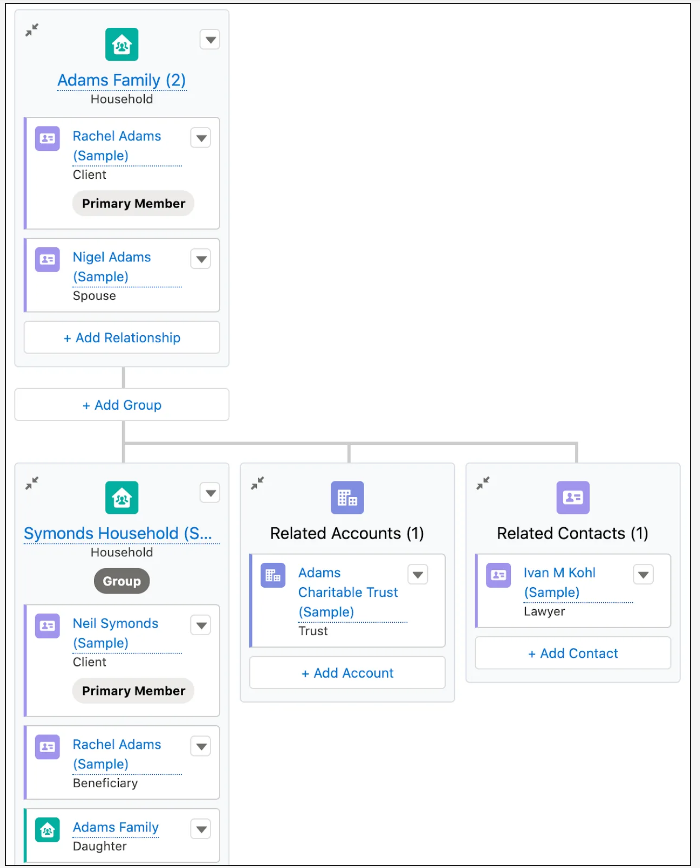 Adams Family (2)
Household
Rachel Adams
(Sample)
Client
Primary Member
Nigel Adams
(Sample)
Spouse
+ Add Relationship
+ Add Group
Symonds Household (S...
Household
Group
Neil Symonds
(Sample)
Client
Primary Member
Rachel Adams
(Sample)
Beneficiary
Adams Family
Daughter
Related Accounts (1)
Adams
Charitable Trust
(Sample)
Trust
+ Add Account
Related Contacts (1)
Ivan M Kohl
(Sample)
Lawyer
+ Add Contact